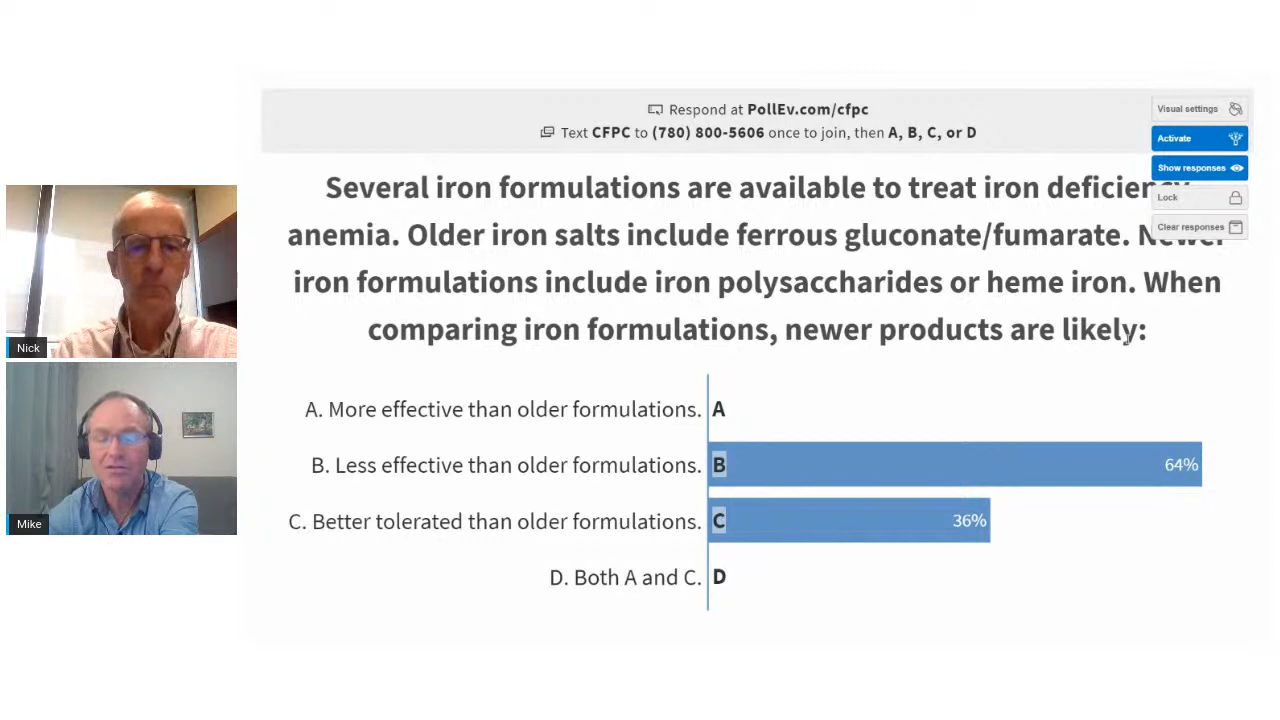 Respond at PollEv.com/cfpc
Text CFPC to (780) 800-5606 once to join, then A, B, C, or D
Visual settings
Activate
Show responses
Lock
Clear responses
Several iron formulations are available to treat iron deficiency
anemia. Older iron salts include ferrous gluconate/fumarate. Newer
iron formulations include iron polysaccharides or heme iron. When
comparing iron formulations, newer products are likely:
A. More effective than older formulations. A
B. Less effective than older formulations. B 64%
C. Better tolerated than older formulations. C 36%
D. Both A and C. D
Nick
Mike